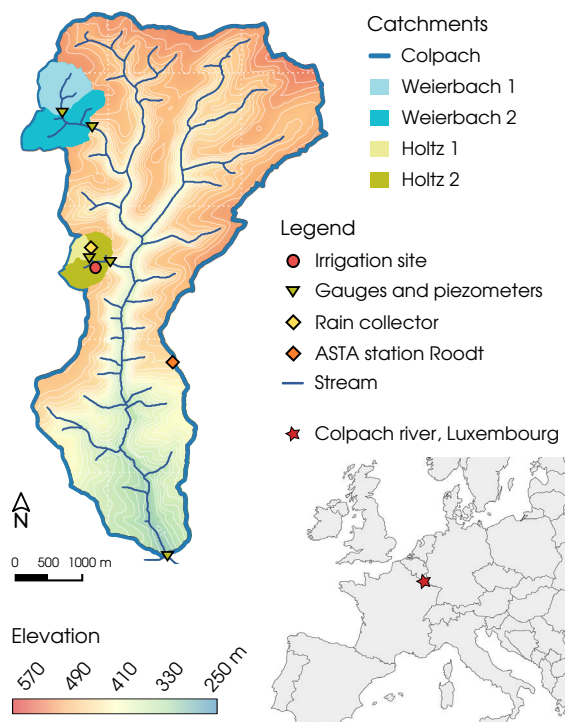 Catchments
Colpach
Weierbach 1
Weierbach 2
Holtz 1
Holtz 2
Legend
Irrigation site
Gauges and piezometers
Rain collector
ASTA station Roodt
Stream
Colpach river, Luxembourg
N
0 500 1000 m
Elevation
570 490 410 330 250 m